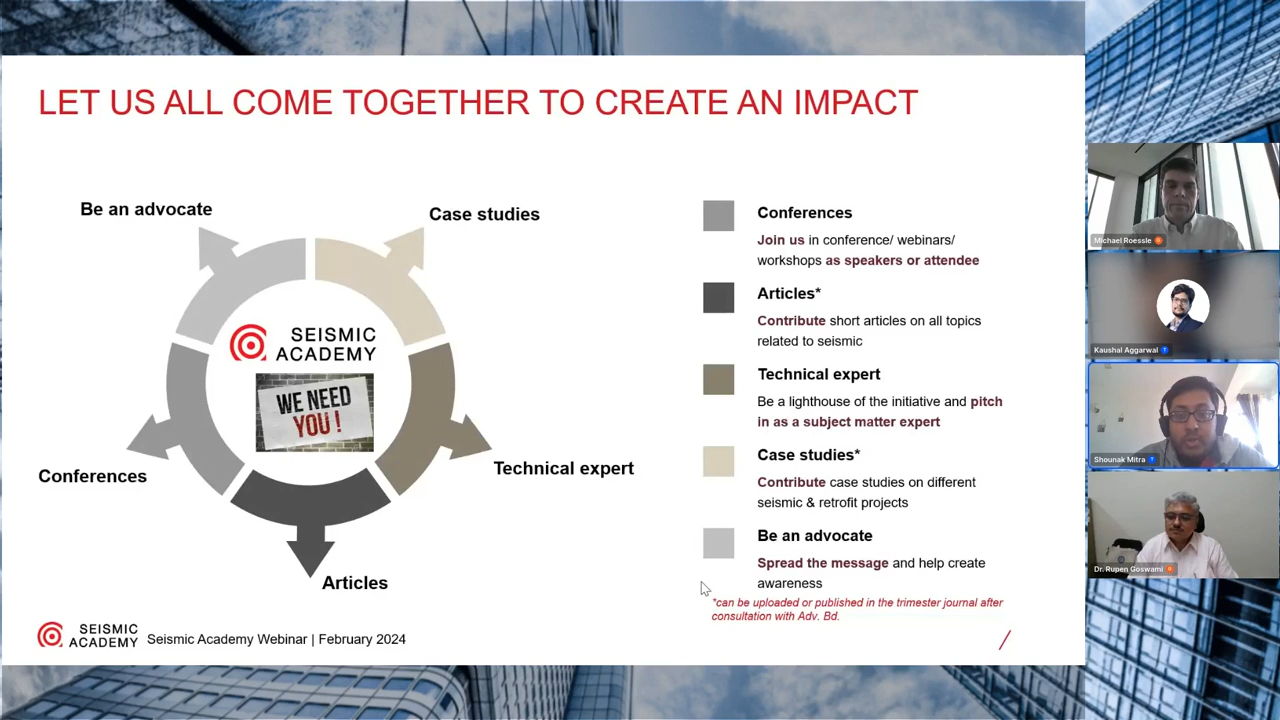 LET US ALL COME TOGETHER TO CREATE AN IMPACT
Be an advocate
Case studies
SEISMIC
ACADEMY
WE NEED
YOU !
Conferences
Technical expert
Articles
Conferences
Join us in conference/ webinars/
workshops as speakers or attendee
Articles*
Contribute short articles on all topics
related to seismic
Technical expert
Be a lighthouse of the initiative and pitch
in as a subject matter expert
Case studies*
Contribute case studies on different
seismic & retrofit projects
Be an advocate
Spread the message and help create
awareness
*can be uploaded or published in the trimester journal after
consultation with Adv. Bd.
SEISMIC
ACADEMY
Seismic Academy Webinar | February 2024
Michael Roessle
Kaushal Aggarwal
Shounak Mitra
Dr. Rupen Goswami